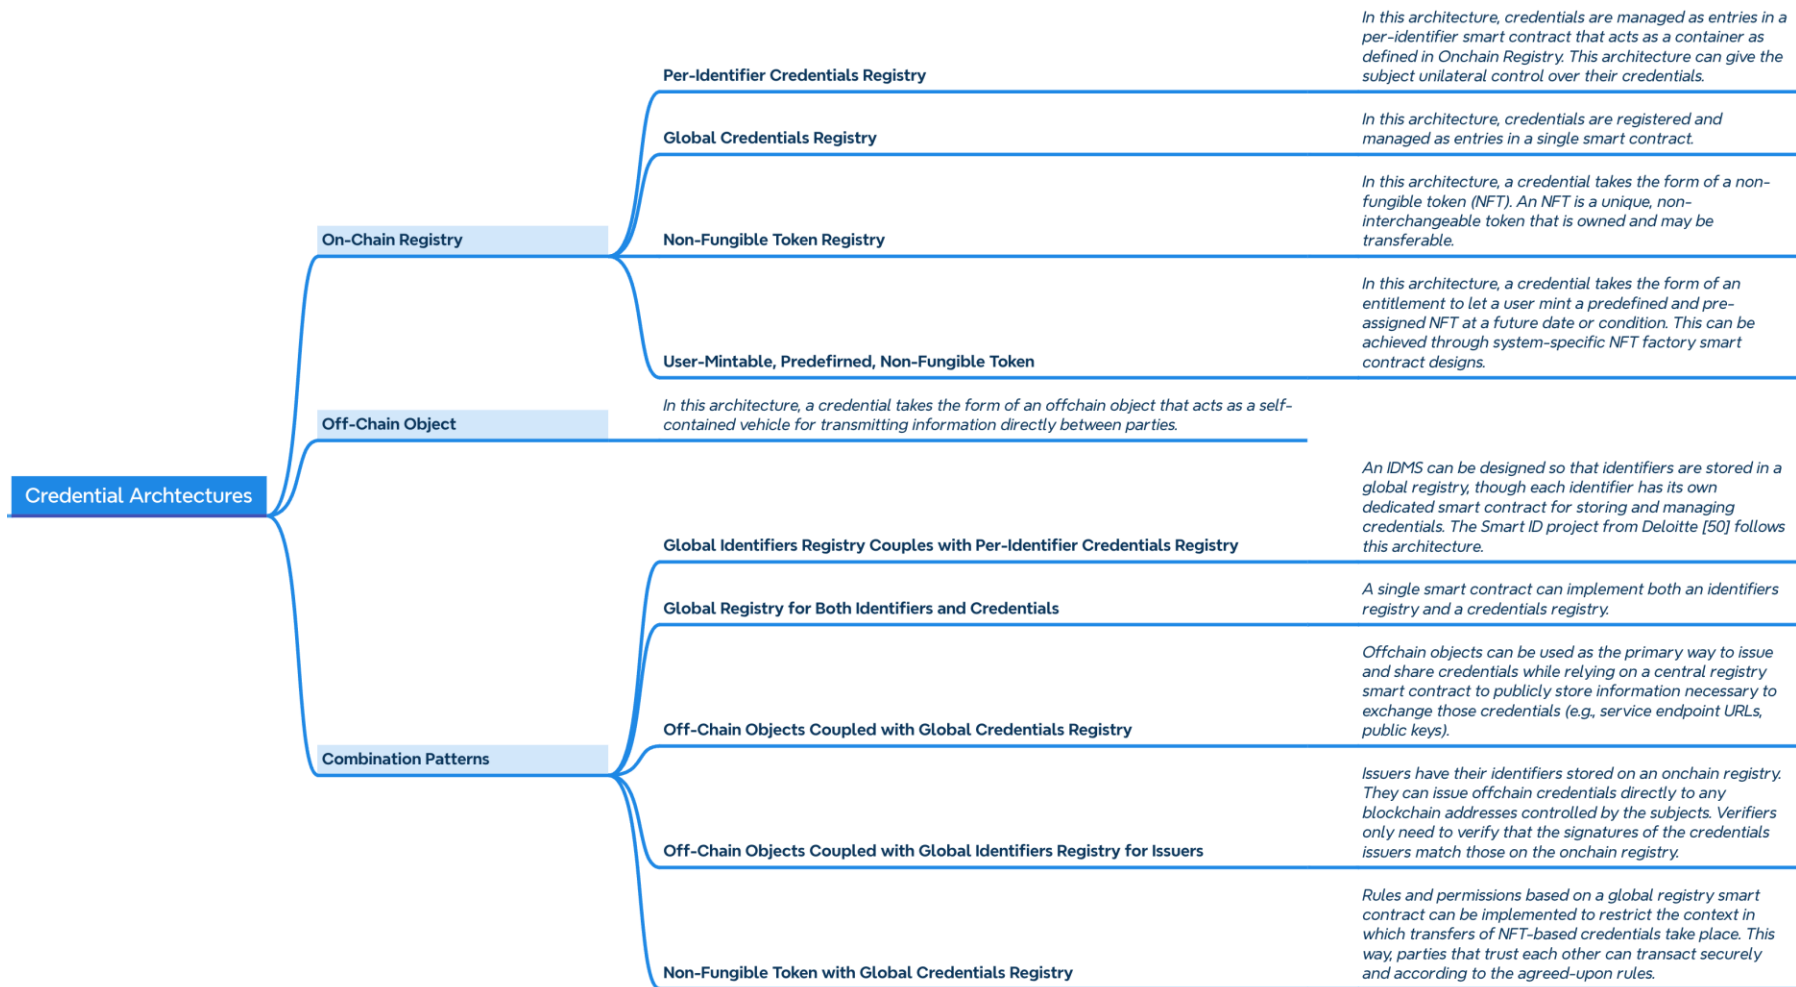 Credential Archtectures
On-Chain Registry
Per-Identifier Credentials Registry
In this architecture, credentials are managed as entries in a
per-identifier smart contract that acts as a container as
defined in Onchain Registry. This architecture can give the
subject unilateral control over their credentials.
Global Credentials Registry
In this architecture, credentials are registered and
managed as entries in a single smart contract.
Non-Fungible Token Registry
In this architecture, a credential takes the form of a non-
fungible token (NFT). An NFT is a unique, non-
interchangeable token that is owned and may be
transferable.
User-Mintable, Predefirned, Non-Fungible Token
In this architecture, a credential takes the form of an
entitlement to let a user mint a predefined and pre-
assigned NFT at a future date or condition. This can be
achieved through system-specific NFT factory smart
contract designs.
Off-Chain Object
In this architecture, a credential takes the form of an offchain object that acts as a self-
contained vehicle for transmitting information directly between parties.
Combination Patterns
Global Identifiers Registry Couples with Per-Identifier Credentials Registry
An IDMS can be designed so that identifiers are stored in a
global registry, though each identifier has its own
dedicated smart contract for storing and managing
credentials. The Smart ID project from Deloitte [50] follows
this architecture.
Global Registry for Both Identifiers and Credentials
A single smart contract can implement both an identifiers
registry and a credentials registry.
Off-Chain Objects Coupled with Global Credentials Registry
Offchain objects can be used as the primary way to issue
and share credentials while relying on a central registry
smart contract to publicly store information necessary to
exchange those credentials (e.g., service endpoint URLs,
public keys).
Off-Chain Objects Coupled with Global Identifiers Registry for Issuers
Issuers have their identifiers stored on an onchain registry.
They can issue offchain credentials directly to any
blockchain addresses controlled by the subjects. Verifiers
only need to verify that the signatures of the credentials
issuers match those on the onchain registry.
Non-Fungible Token with Global Credentials Registry
Rules and permissions based on a global registry smart
contract can be implemented to restrict the context in
which transfers of NFT-based credentials take place. This
way, parties that trust each other can transact securely
and according to the agreed-upon rules.